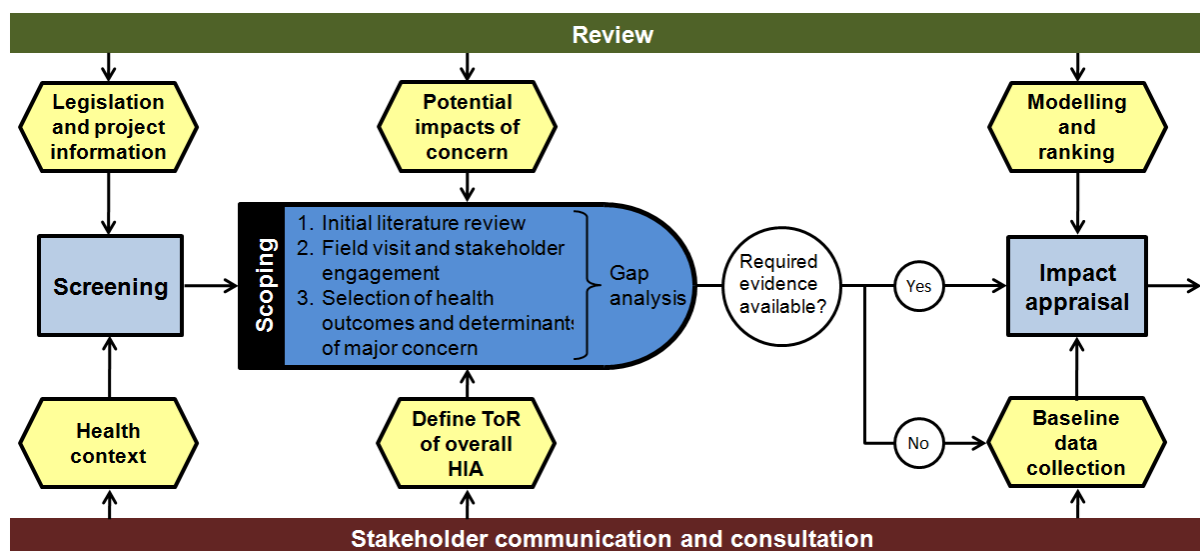 Review
Legislation
and project
information
Potential
impacts of
concern
Modelling
and
ranking
Screening
Scoping
1. Initial literature review
2. Field visit and stakeholder
engagement
3. Selection of health
outcomes and determinants
of major concern
Gap
analysis
Required
evidence
available?
Yes
No
Impact
appraisal
Health
context
Define ToR
of overall
HIA
Baseline
data
collection
Stakeholder communication and consultation